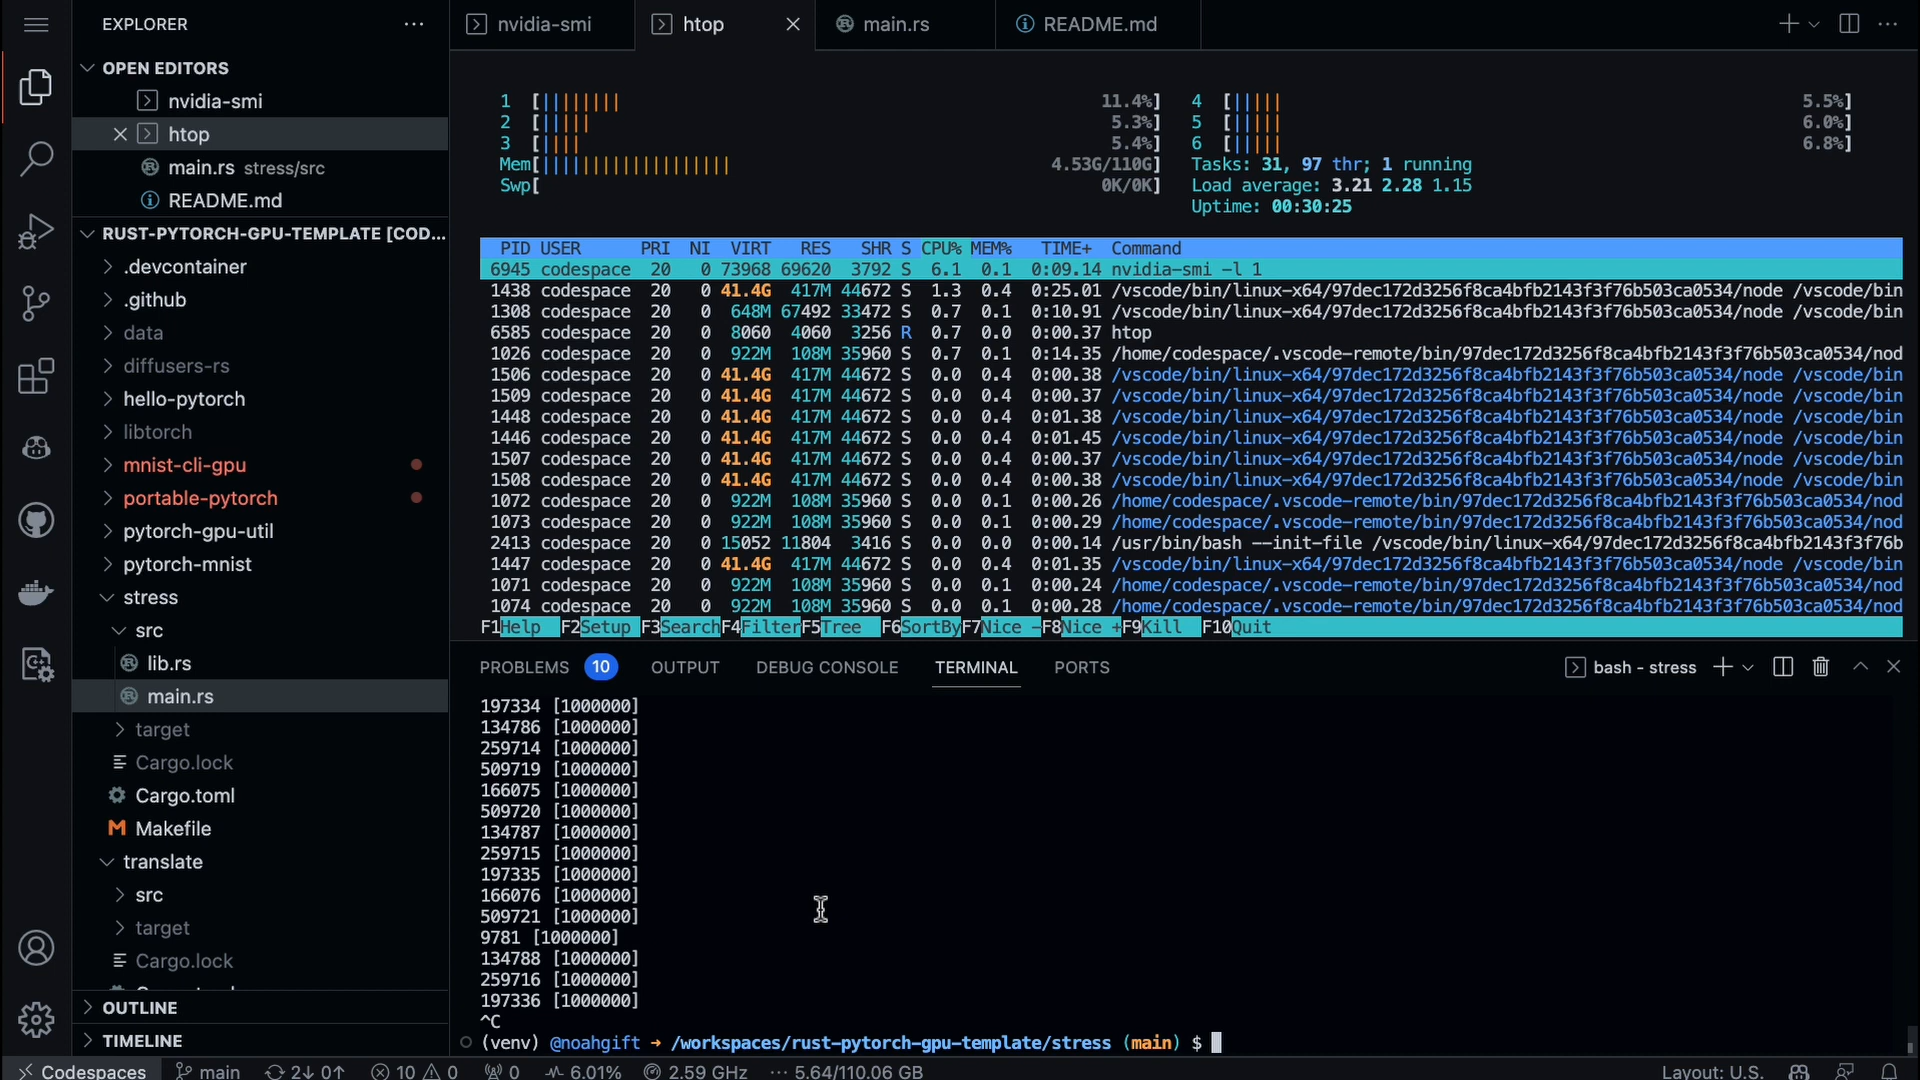 EXPLORER
OPEN EDITORS
nvidia-smi
htop
main.rs stress/src
README.md
RUST-PYTORCH-GPU-TEMPLATE [COD...
.devcontainer
.github
data
diffusers-rs
hello-pytorch
libtorch
mnist-cli-gpu
portable-pytorch
pytorch-gpu-util
pytorch-mnist
stress
src
lib.rs
main.rs
target
Cargo.lock
Cargo.toml
Makefile
translate
src
target
Cargo.lock
OUTLINE
TIMELINE
nvidia-smi
htop
main.rs
README.md
1 [||||||||| 11.4%] 4 [||||| 5.5%]
2 [||||| 5.3%] 5 [||||| 6.0%]
3 [|||| 5.4%] 6 [||||| 6.8%]
Mem[||||||||||||||||||| 4.53G/110G] Tasks: 31, 97 thr; 1 running
Swp[ 0K/0K] Load average: 3.21 2.28 1.15
Uptime: 00:30:25
PID USER PRI NI VIRT RES SHR S CPU% MEM% TIME+ Command
6945 codespace 20 0 73968 69620 3792 S 6.1 0.1 0:09.14 nvidia-smi -l 1
1438 codespace 20 0 41.4G 417M 44672 S 1.3 0.4 0:25.01 /vscode/bin/linux-x64/97dec172d3256f8ca4bfb2143f3f76b503ca0534/node /vscode/bin
1308 codespace 20 0 648M 67492 33472 S 0.7 0.1 0:10.91 /vscode/bin/linux-x64/97dec172d3256f8ca4bfb2143f3f76b503ca0534/node /vscode/bin
6585 codespace 20 0 8060 4060 3256 R 0.7 0.0 0:00.37 htop
1026 codespace 20 0 922M 108M 35960 S 0.7 0.1 0:14.35 /home/codespace/.vscode-remote/bin/97dec172d3256f8ca4bfb2143f3f76b503ca0534/nod
1506 codespace 20 0 41.4G 417M 44672 S 0.0 0.4 0:00.38 /vscode/bin/linux-x64/97dec172d3256f8ca4bfb2143f3f76b503ca0534/node /vscode/bin
1509 codespace 20 0 41.4G 417M 44672 S 0.0 0.4 0:00.37 /vscode/bin/linux-x64/97dec172d3256f8ca4bfb2143f3f76b503ca0534/node /vscode/bin
1448 codespace 20 0 41.4G 417M 44672 S 0.0 0.4 0:01.38 /vscode/bin/linux-x64/97dec172d3256f8ca4bfb2143f3f76b503ca0534/node /vscode/bin
1446 codespace 20 0 41.4G 417M 44672 S 0.0 0.4 0:01.45 /vscode/bin/linux-x64/97dec172d3256f8ca4bfb2143f3f76b503ca0534/node /vscode/bin
1507 codespace 20 0 41.4G 417M 44672 S 0.0 0.4 0:00.37 /vscode/bin/linux-x64/97dec172d3256f8ca4bfb2143f3f76b503ca0534/node /vscode/bin
1508 codespace 20 0 41.4G 417M 44672 S 0.0 0.4 0:00.38 /vscode/bin/linux-x64/97dec172d3256f8ca4bfb2143f3f76b503ca0534/node /vscode/bin
1072 codespace 20 0 922M 108M 35960 S 0.0 0.1 0:00.26 /home/codespace/.vscode-remote/bin/97dec172d3256f8ca4bfb2143f3f76b503ca0534/nod
1073 codespace 20 0 922M 108M 35960 S 0.0 0.1 0:00.29 /home/codespace/.vscode-remote/bin/97dec172d3256f8ca4bfb2143f3f76b503ca0534/nod
2413 codespace 20 0 15052 11804 3416 S 0.0 0.0 0:00.14 /usr/bin/bash --init-file /vscode/bin/linux-x64/97dec172d3256f8ca4bfb2143f3f76b
1447 codespace 20 0 41.4G 417M 44672 S 0.0 0.4 0:01.35 /vscode/bin/linux-x64/97dec172d3256f8ca4bfb2143f3f76b503ca0534/node /vscode/bin
1071 codespace 20 0 922M 108M 35960 S 0.0 0.1 0:00.24 /home/codespace/.vscode-remote/bin/97dec172d3256f8ca4bfb2143f3f76b503ca0534/nod
1074 codespace 20 0 922M 108M 35960 S 0.0 0.1 0:00.28 /home/codespace/.vscode-remote/bin/97dec172d3256f8ca4bfb2143f3f76b503ca0534/nod
F1Help F2Setup F3SearchF4FilterF5Tree F6SortByF7Nice -F8Nice +F9Kill F10Quit
PROBLEMS 10 OUTPUT DEBUG CONSOLE TERMINAL PORTS bash - stress
197334 [1000000]
134786 [1000000]
259714 [1000000]
509719 [1000000]
166075 [1000000]
509720 [1000000]
134787 [1000000]
259715 [1000000]
197335 [1000000]
166076 [1000000]
509721 [1000000]
9781 [1000000]
134788 [1000000]
259716 [1000000]
197336 [1000000]
^C
(venv) @noahgift → /workspaces/rust-pytorch-gpu-template/stress (main) $
Codespaces main 2↓ 0↑ 10 0 0 6.01% 2.59 GHz 5.64/110.06 GB Layout: U.S.